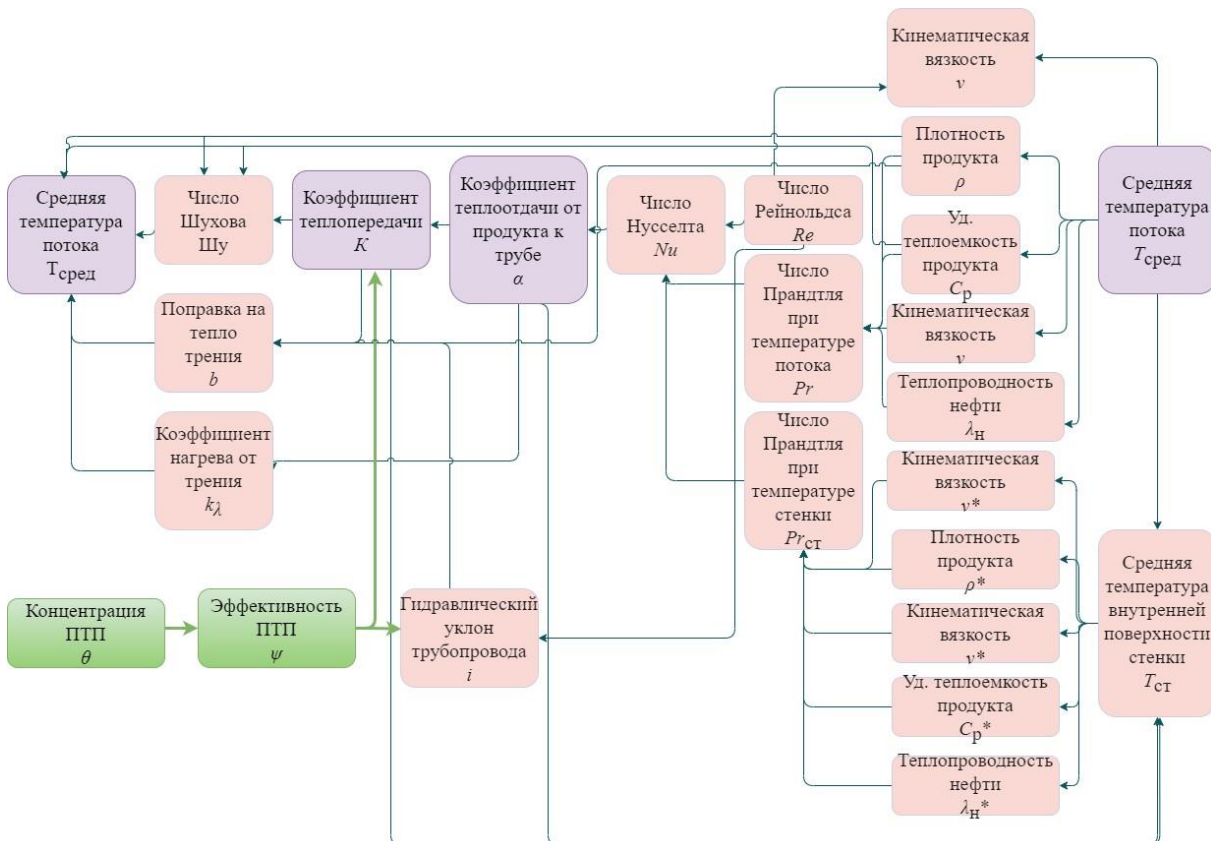 Средняя
температура
потока
Tсред
Число
Шухова
Шу
Коэффициент
теплопередачи
K
Коэффициент
теплоотдачи от
продукта к
трубе
α
Число
Нусселта
Nu
Число
Рейнольдса
Re
Кинематическая
вязкость
ν
Плотность
продукта
ρ
Уд.
теплоемкость
продукта
Cр
Кинематическая
вязкость
ν
Теплопроводность
нефти
λн
Средняя
температура
потока
Tсред
Поправка на
тепло
трения
b
Число
Прандтля
при
температуре
потока
Pr
Коэффициент
нагрева от
трения
kλ
Число
Прандтля
при
температуре
стенки
Prст
Кинематическая
вязкость
ν*
Плотность
продукта
ρ*
Кинематическая
вязкость
ν*
Уд. теплоемкость
продукта
Cр*
Теплопроводность
нефти
λн*
Средняя
температура
внутренней
поверхности
стенки
Tст
Концентрация
ПТП
θ
Эффективность
ПТП
ψ
Гидравлический
уклон
трубопровода
i